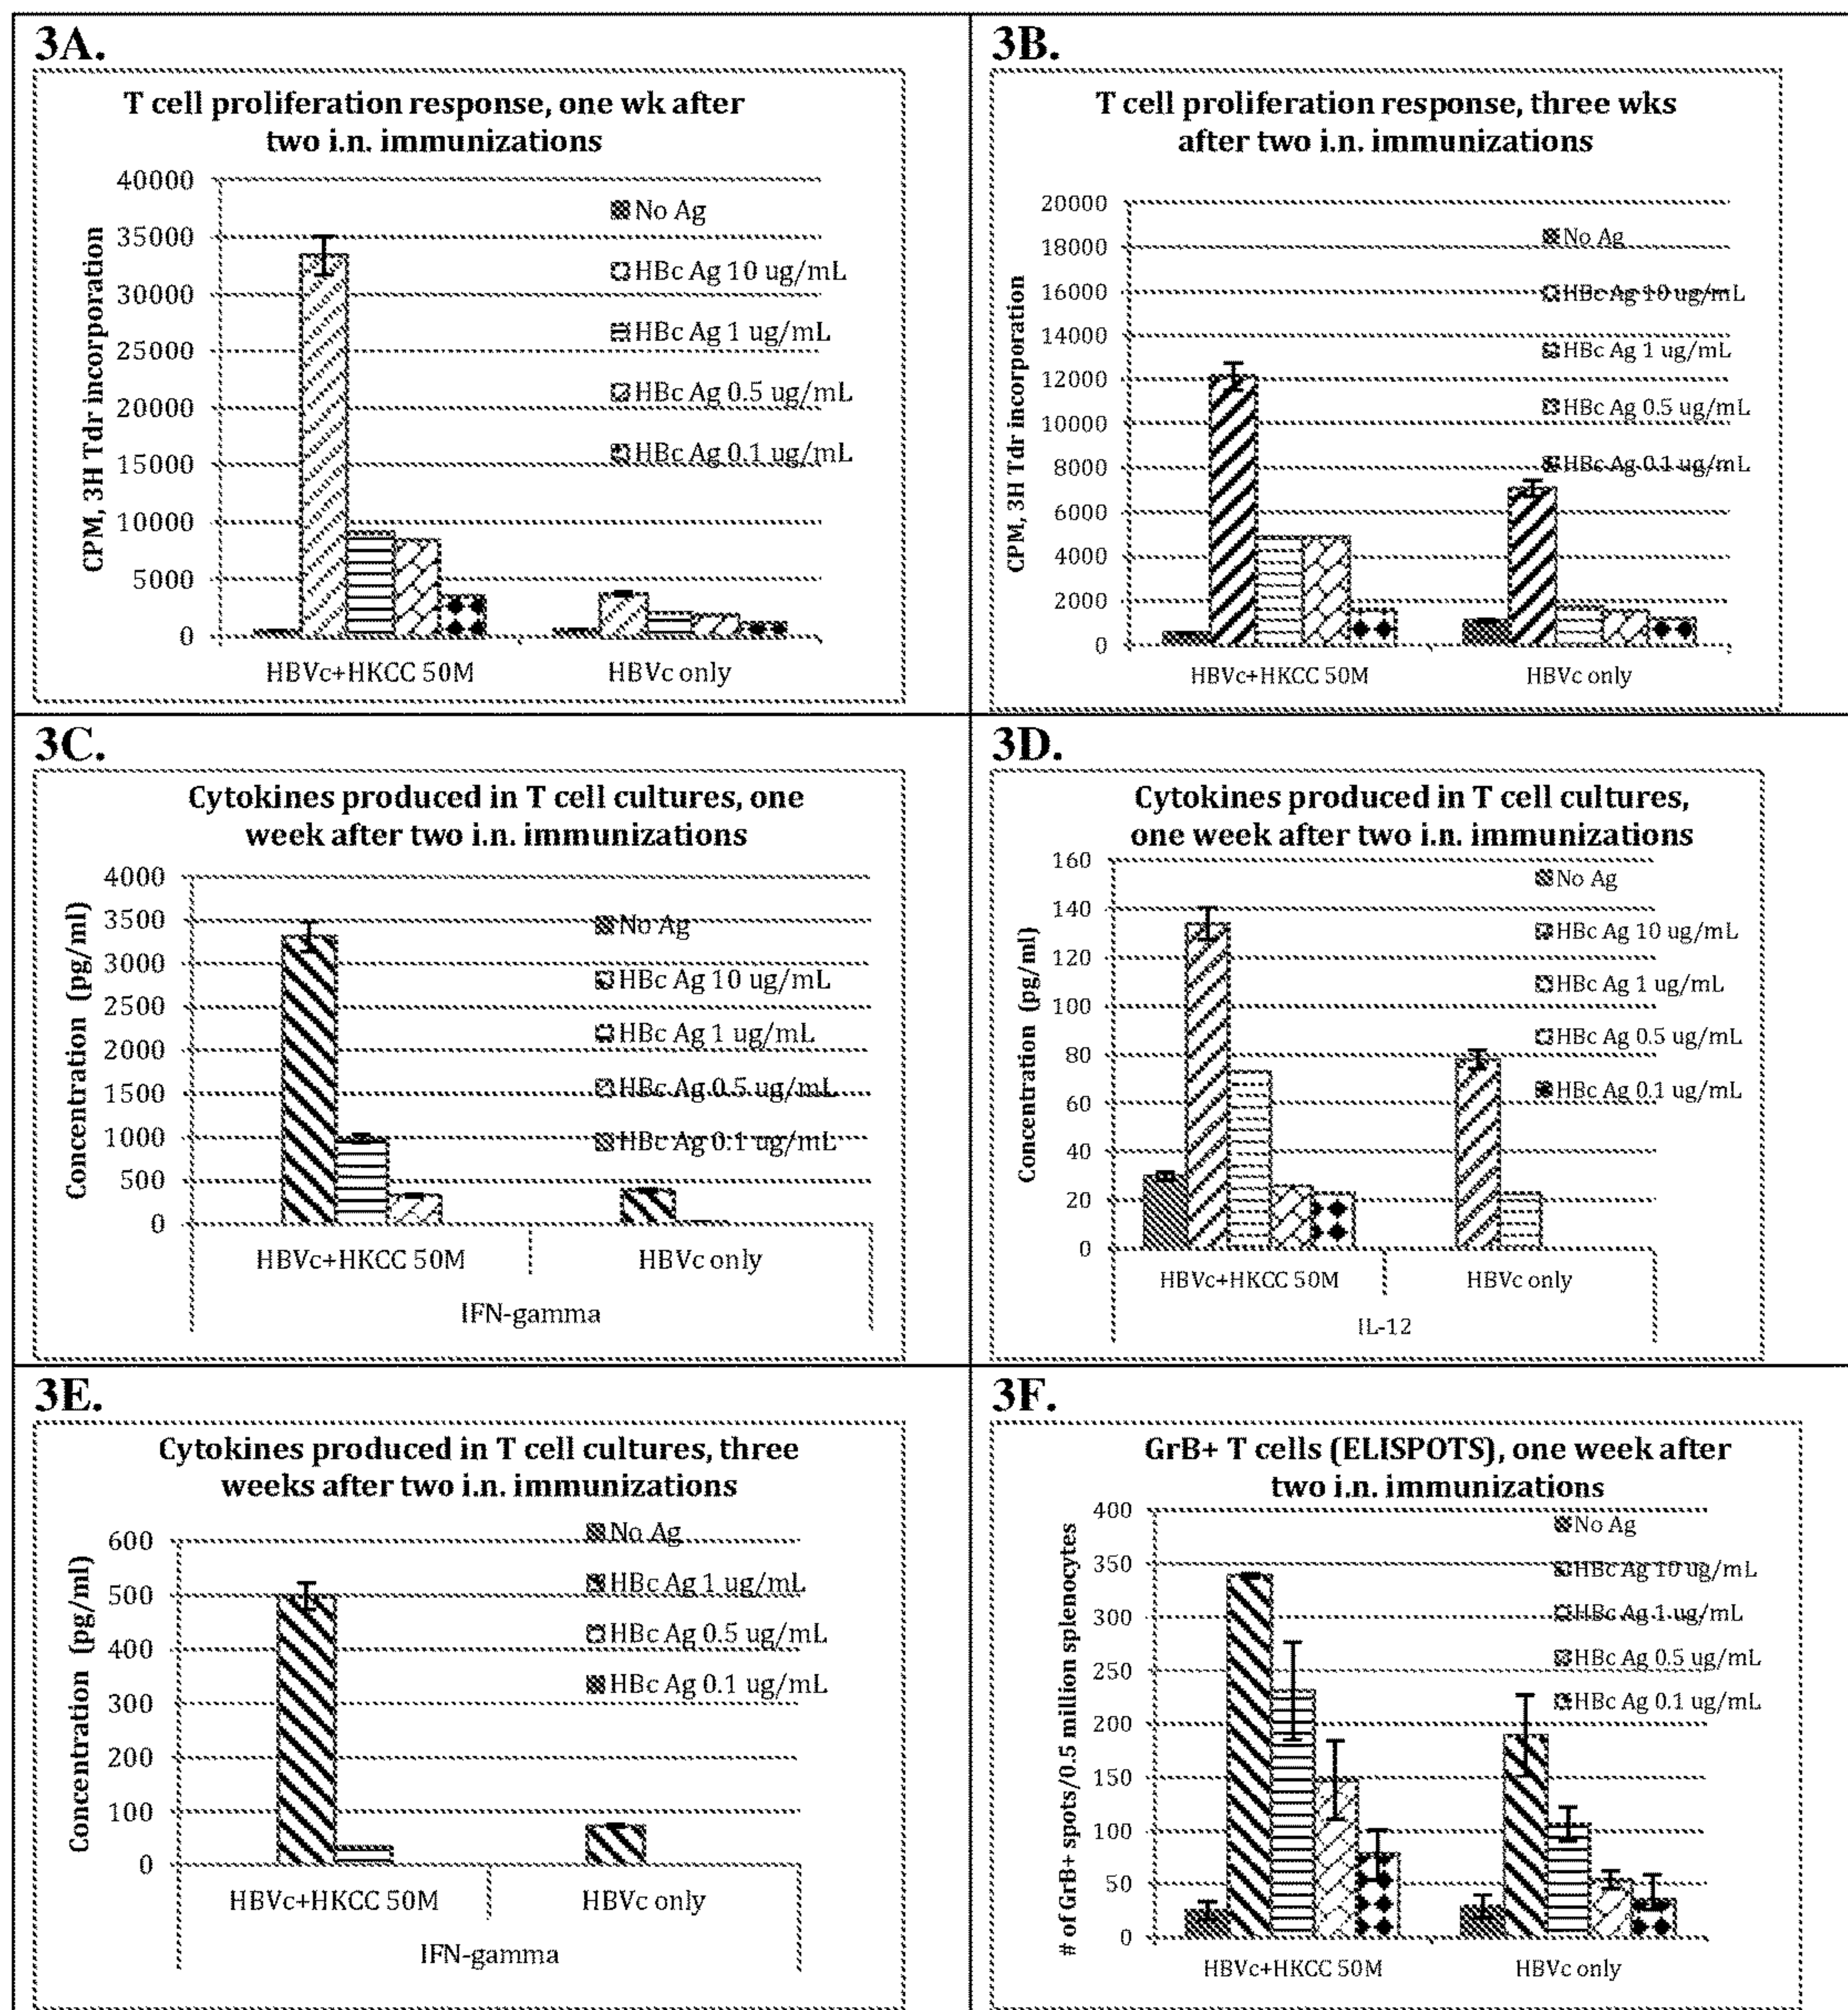 3A.
T cell proliferation response, one wk after
two i.n. immunizations
CPM, 3H Tdr incorporation
40000
35000
30000
25000
20000
15000
10000
5000
0
No Ag
HBc Ag 10 ug/mL
HBc Ag 1 ug/mL
HBc Ag 0.5 ug/mL
HBc Ag 0.1 ug/mL
HBVc+HKCC 50M
HBVc only
3B.
T cell proliferation response, three wks
after two i.n. immunizations
CPM, 3H Tdr incorporation
20000
18000
16000
14000
12000
10000
8000
6000
4000
2000
0
No Ag
HBc Ag 10 ug/mL
HBc Ag 1 ug/mL
HBc Ag 0.5 ug/mL
HBc Ag 0.1 ug/mL
HBVc+HKCC 50M
HBVc only
3C.
Cytokines produced in T cell cultures, one
week after two i.n. immunizations
Concentration (pg/ml)
4000
3500
3000
2500
2000
1500
1000
500
0
No Ag
HBc Ag 10 ug/mL
HBc Ag 1 ug/mL
HBc Ag 0.5 ug/mL
HBc Ag 0.1 ug/mL
HBVc+HKCC 50M
HBVc only
IFN-gamma
3D.
Cytokines produced in T cell cultures,
one week after two i.n. immunizations
Concentration (pg/ml)
160
140
120
100
80
60
40
20
0
No Ag
HBc Ag 10 ug/mL
HBc Ag 1 ug/mL
HBc Ag 0.5 ug/mL
HBc Ag 0.1 ug/mL
HBVc+HKCC 50M
HBVc only
IL-12
3E.
Cytokines produced in T cell cultures, three
weeks after two i.n. immunizations
Concentration (pg/ml)
600
500
400
300
200
100
0
No Ag
HBc Ag 1 ug/mL
HBc Ag 0.5 ug/mL
HBc Ag 0.1 ug/mL
HBVc+HKCC 50M
HBVc only
IFN-gamma
3F.
GrB+ T cells (ELISPOTS), one week after
two i.n. immunizations
# of GrB+ spots/0.5 million splenocytes
400
350
300
250
200
150
100
50
0
No Ag
HBc Ag 10 ug/mL
HBc Ag 1 ug/mL
HBc Ag 0.5 ug/mL
HBc Ag 0.1 ug/mL
HBVc+HKCC 50M
HBVc only